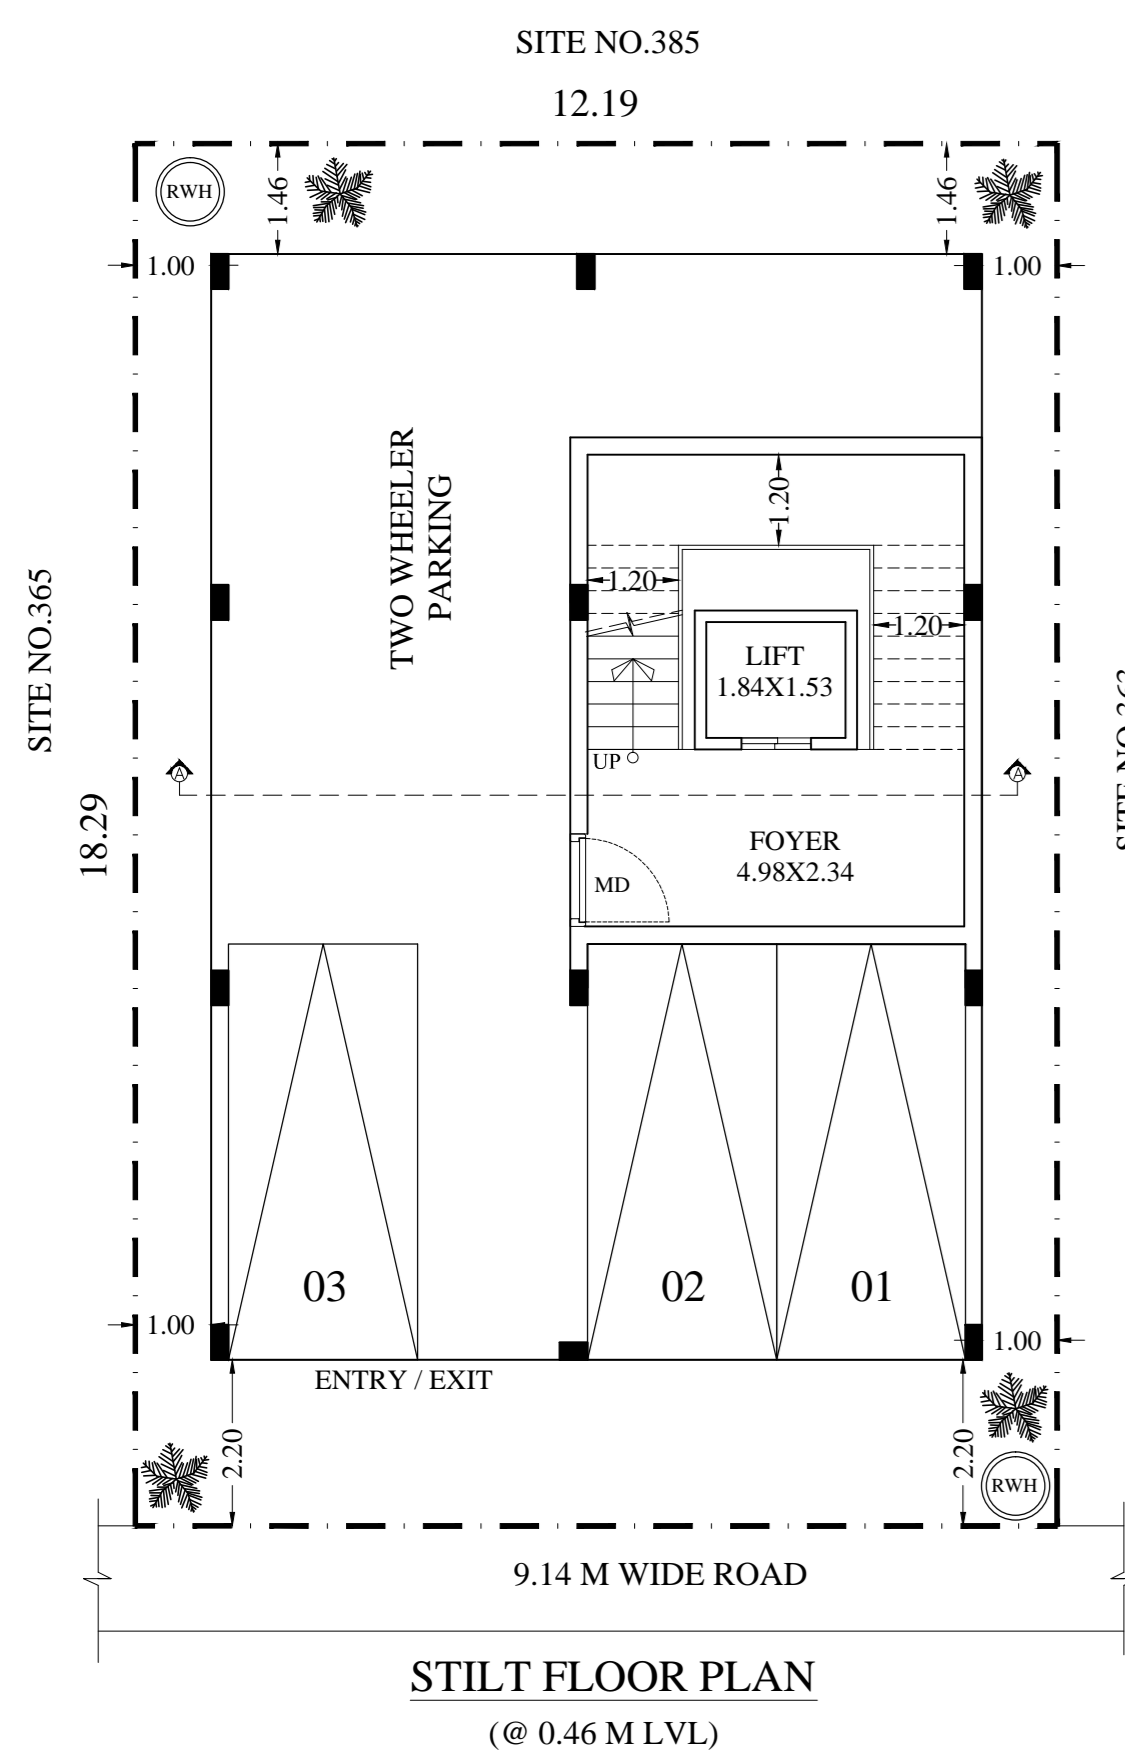 SITE NO.385
12.19
RWH
1.46
1.46
1.00
1.00
TWO WHEELER
PARKING
1.20
1.20
1.20
LIFT
1.84X1.53
SITE NO.365
UP
A
A
18.29
FOYER
4.98X2.34
MD
03
02
01
1.00
1.00
ENTRY / EXIT
2.20
2.20
RWH
9.14 M WIDE ROAD
STILT FLOOR PLAN
(@ 0.46 M LVL)